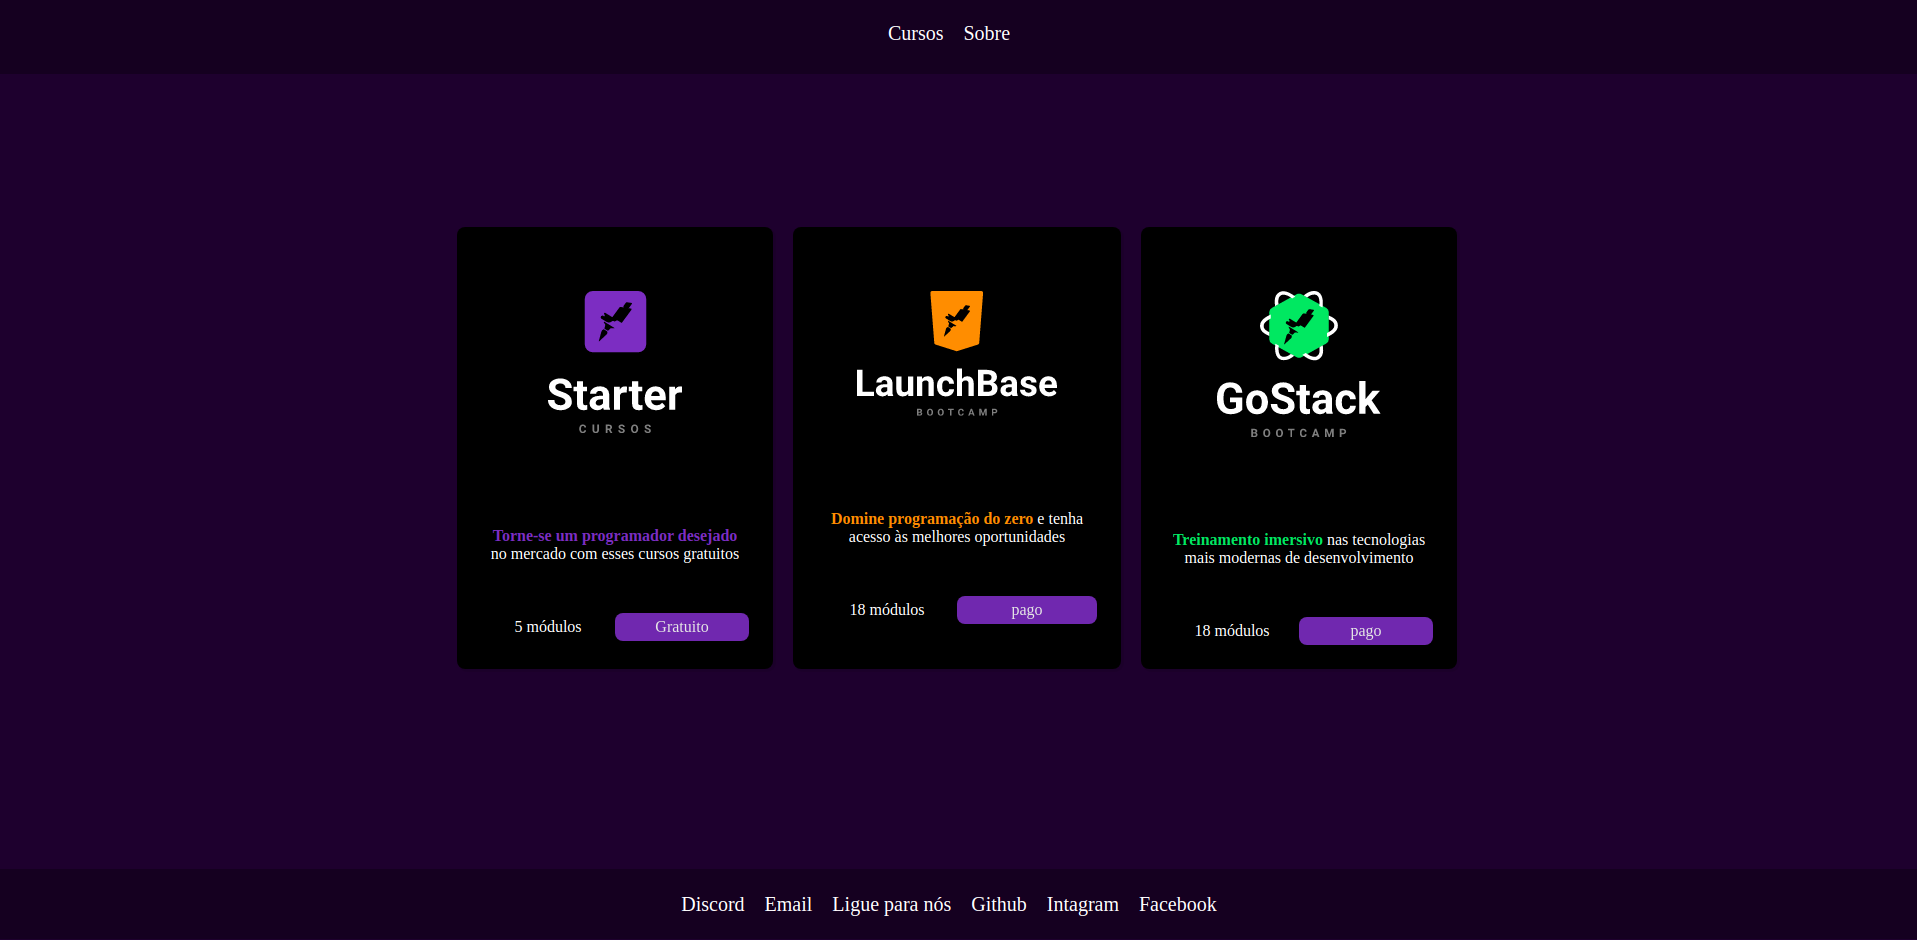 Cursos Sobre
Starter
CURSOS
Torne-se um programador desejado
no mercado com esses cursos gratuitos
5 módulos Gratuito
LaunchBase
BOOTCAMP
Domine programação do zero e tenha
acesso às melhores oportunidades
18 módulos pago
GoStack
BOOTCAMP
Treinamento imersivo nas tecnologias
mais modernas de desenvolvimento
18 módulos pago
Discord Email Ligue para nós Github Intagram Facebook